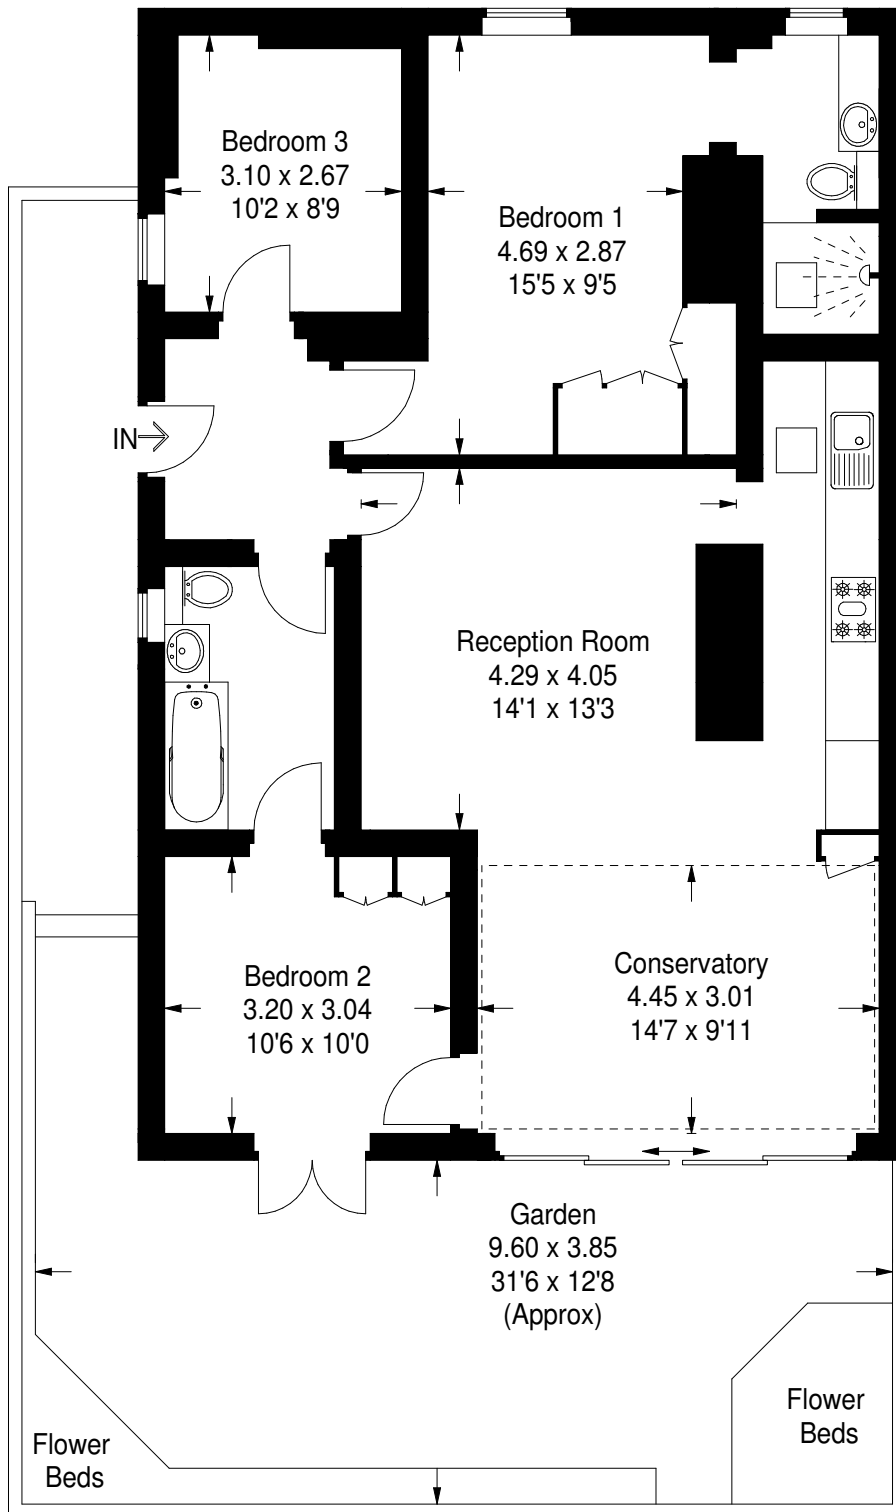 Bedroom 3
3.10 x 2.67
10'2 x 8'9
Bedroom 1
4.69 x 2.87
15'5 x 9'5
IN
Reception Room
4.29 x 4.05
14'1 x 13'3
Bedroom 2
3.20 x 3.04
10'6 x 10'0
Conservatory
4.45 x 3.01
14'7 x 9'11
Garden
9.60 x 3.85
31'6 x 12'8
(Approx)
Flower
Beds
Flower
Beds